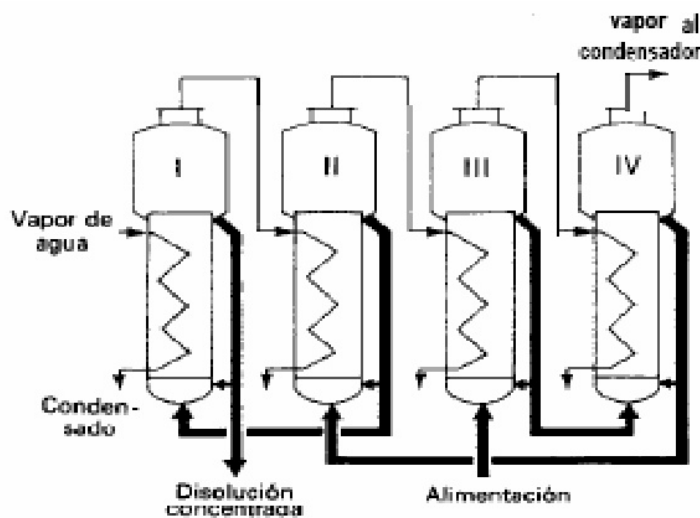 vapor al
condensador
I
II
III
IV
Vapor de
agua
Conden-
sado
Disolución
concentrada
Alimentación